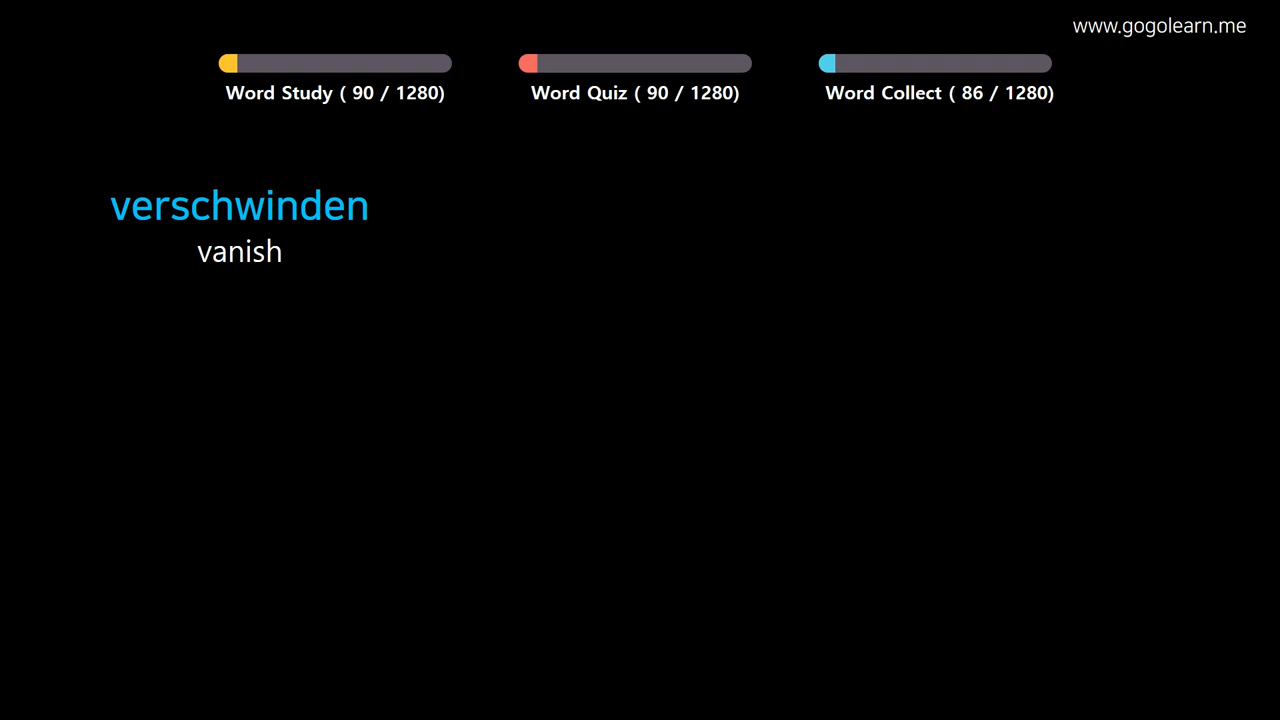 www.gogolearn.me
Word Study ( 90 / 1280)
Word Quiz ( 90 / 1280)
Word Collect ( 86 / 1280)
verschwinden
vanish